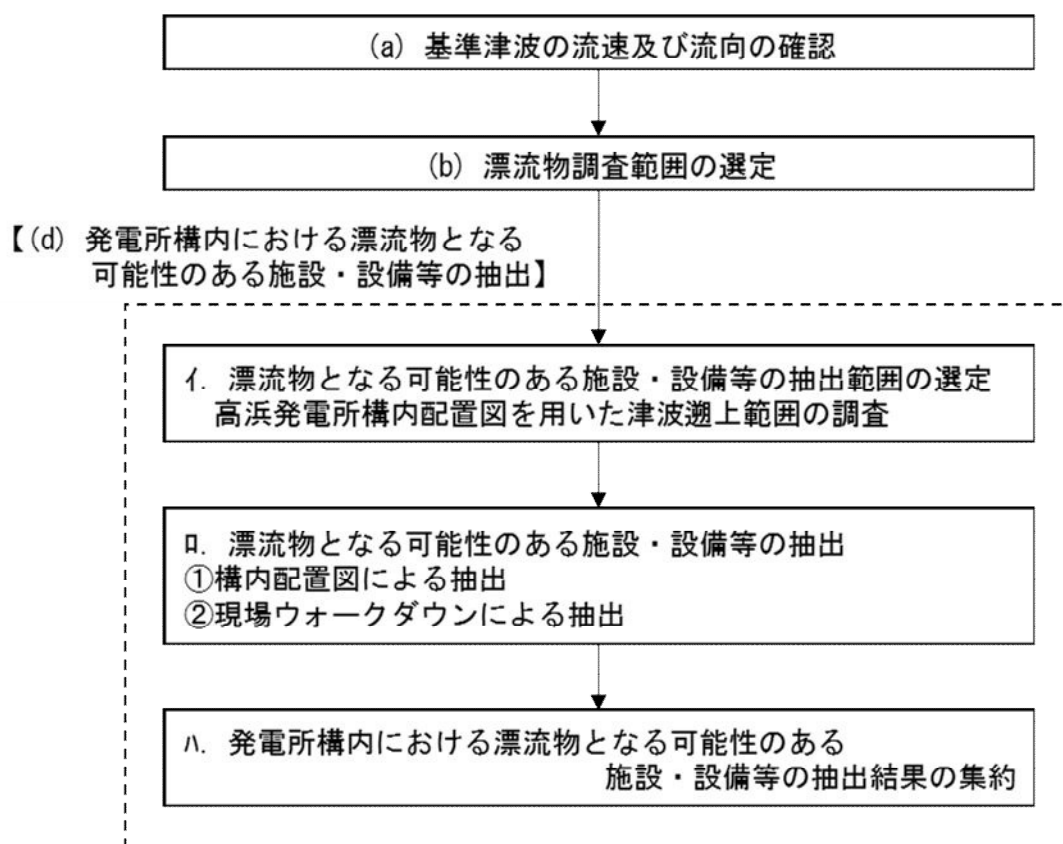 (a) 基準津波の流速及び流向の確認
(b) 漂流物調査範囲の選定
【(d) 発電所構内における漂流物となる
可能性のある施設・設備等の抽出】
ｲ. 漂流物となる可能性のある施設・設備等の抽出範囲の選定
高浜発電所構内配置図を用いた津波遡上範囲の調査
ﾛ. 漂流物となる可能性のある施設・設備等の抽出
①構内配置図による抽出
②現場ウォークダウンによる抽出
ﾊ. 発電所構内における漂流物となる可能性のある
施設・設備等の抽出結果の集約